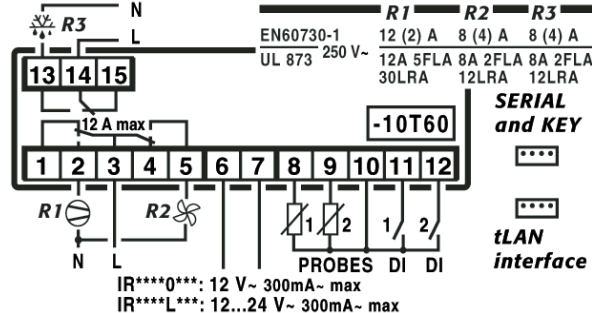 N
R3
L
13 14 15
R1 R2 R3
EN60730-1 250 V~ 12 (2) A 8 (4) A 8 (4) A
UL 873 12A 5FLA 8A 2FLA 8A 2FLA
30LRA 12LRA 12LRA
12 A max
-10T60
SERIAL
and KEY
1 2 3 4 5 6 7 8 9 10 11 12
R1 R2 1 2 1 2
N L PROBES DI DI
tLAN
interface
IR****0***: 12 V~ 300mA~ max
IR****L***: 12...24 V~ 300mA~ max